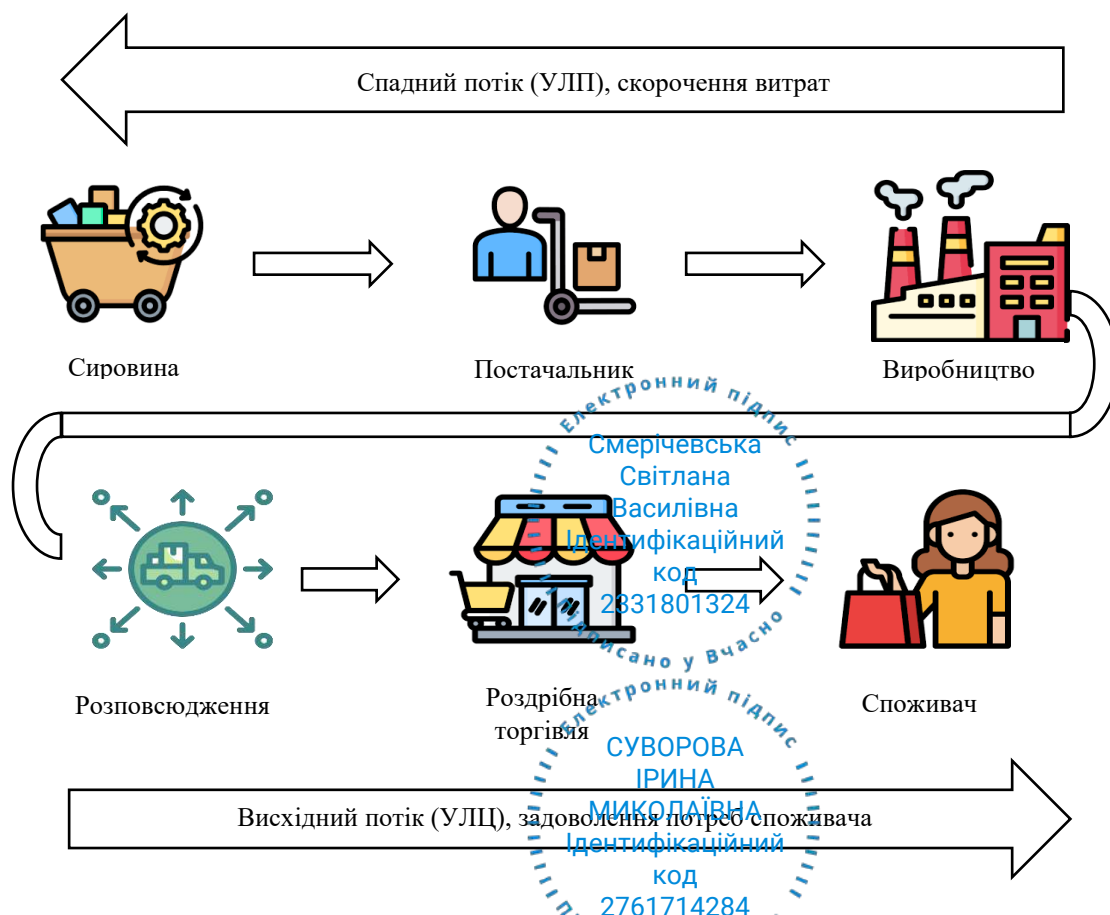 Спадний потік (УЛП), скорочення витрат
Сировина
Постачальник
Виробництво
Електронний підпис
Смерічевська
Світлана
Василівна
Ідентифікаційний
код
2331801324
Підписано у Вчасно
Розповсюдження
Роздрібна
торгівля
Споживач
Електронний підпис
СУВОРОВА
ІРИНА
МИКОЛАЇВНА
Ідентифікаційний
код
2761714284
Висхідний потік (УЛЦ), задоволення потреб споживача